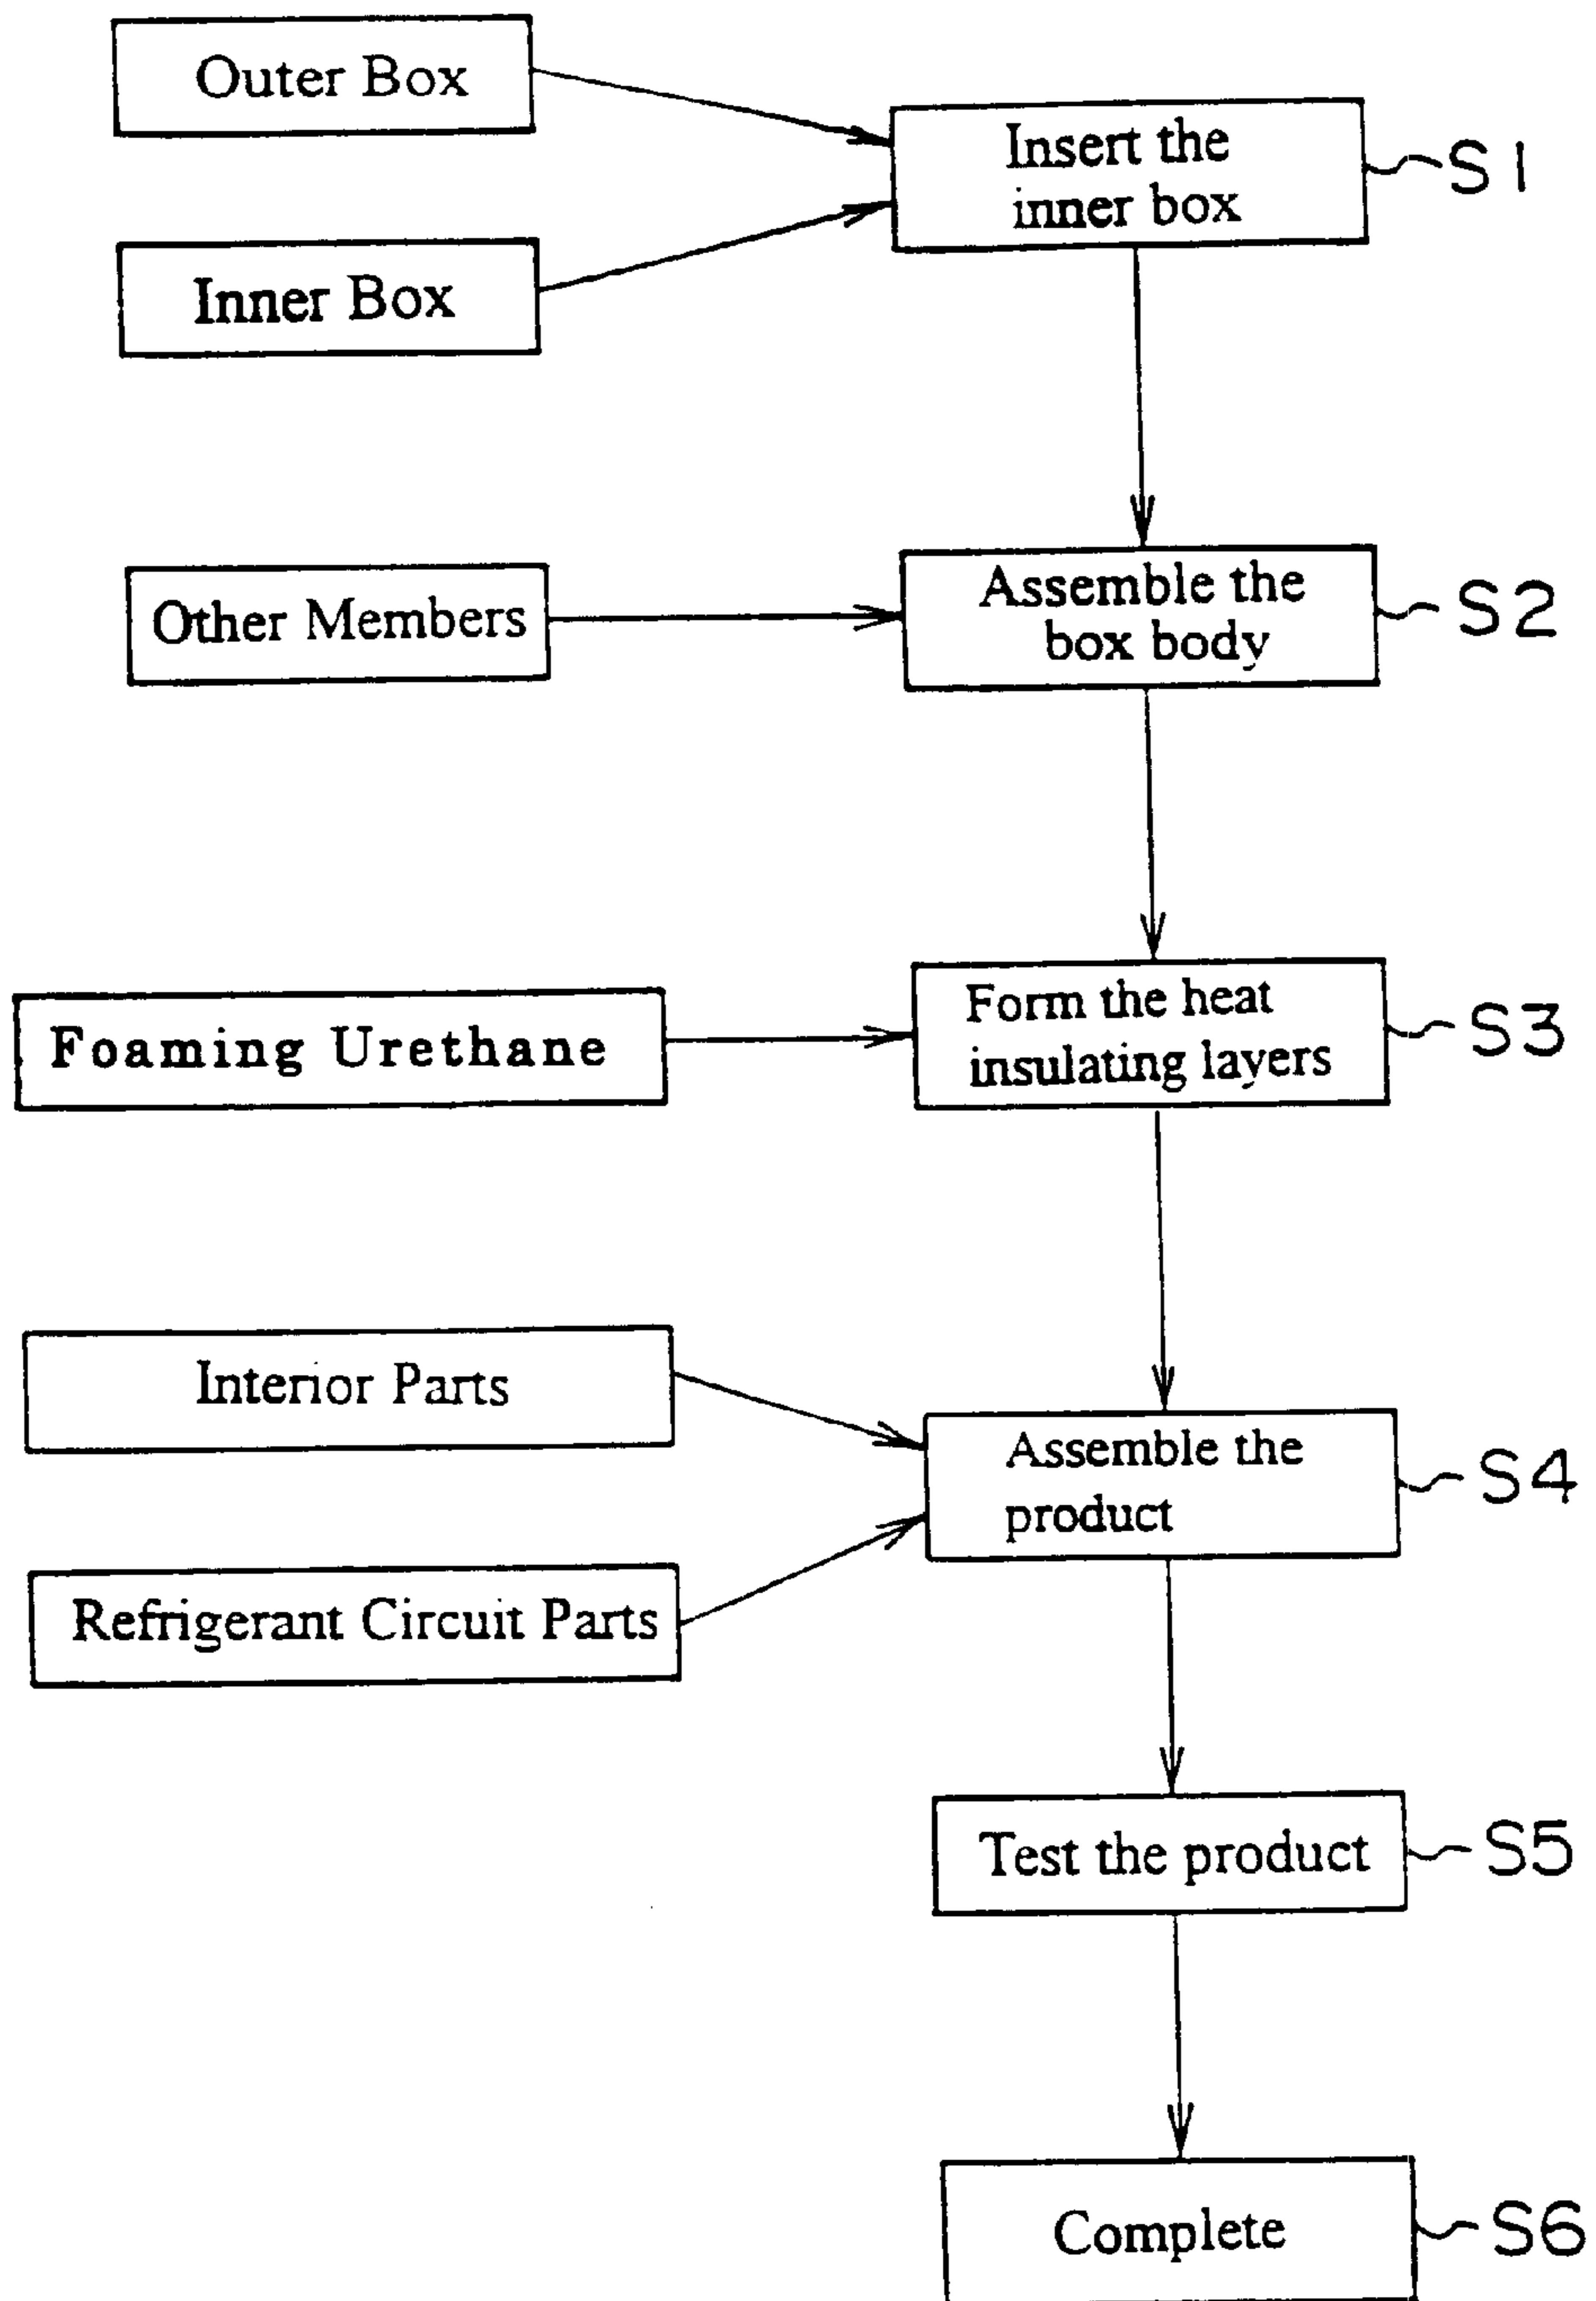 Outer Box
Insert the
inner box
S1
Inner Box
Other Members
Assemble the
box body
S2
Foaming Urethane
Form the heat
insulating layers
S3
Interior Parts
Assemble the
product
S4
Refrigerant Circuit Parts
Test the product
S5
Complete
S6